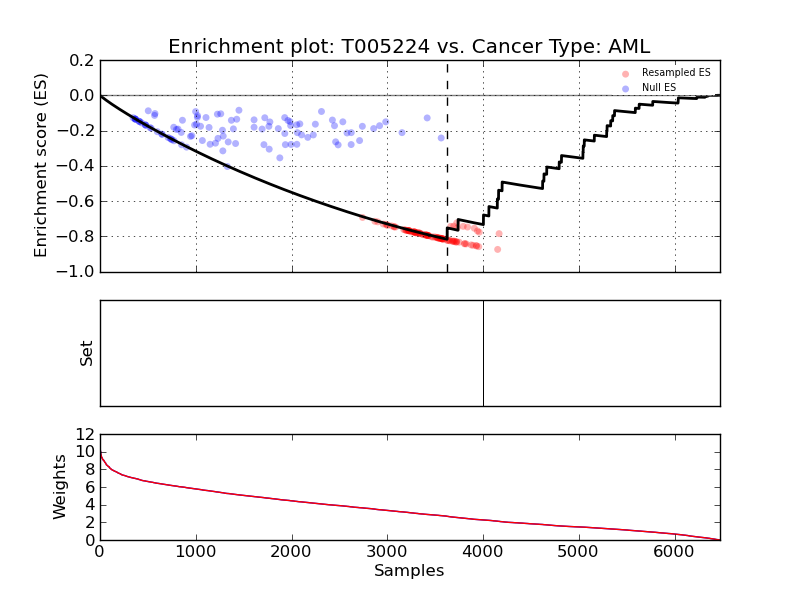 Enrichment plot: T005224 vs. Cancer Type: AML
Enrichment score (ES)
0.2
0.0
−0.2
−0.4
−0.6
−0.8
−1.0
Resampled ES
Null ES
Set
Weights
12
10
8
6
4
2
0
0 1000 2000 3000 4000 5000 6000
Samples